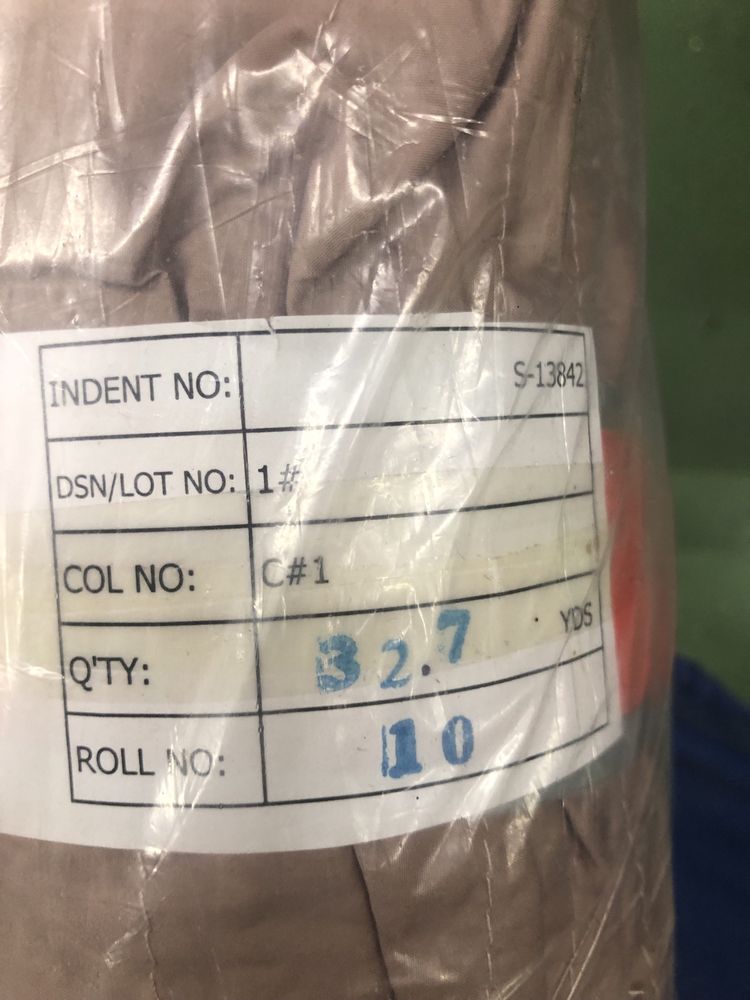 INDENT NO: S-13842
DSN/LOT NO: 1#
COL NO: C#1
Q'TY: 32.7 YDS
ROLL NO: 10